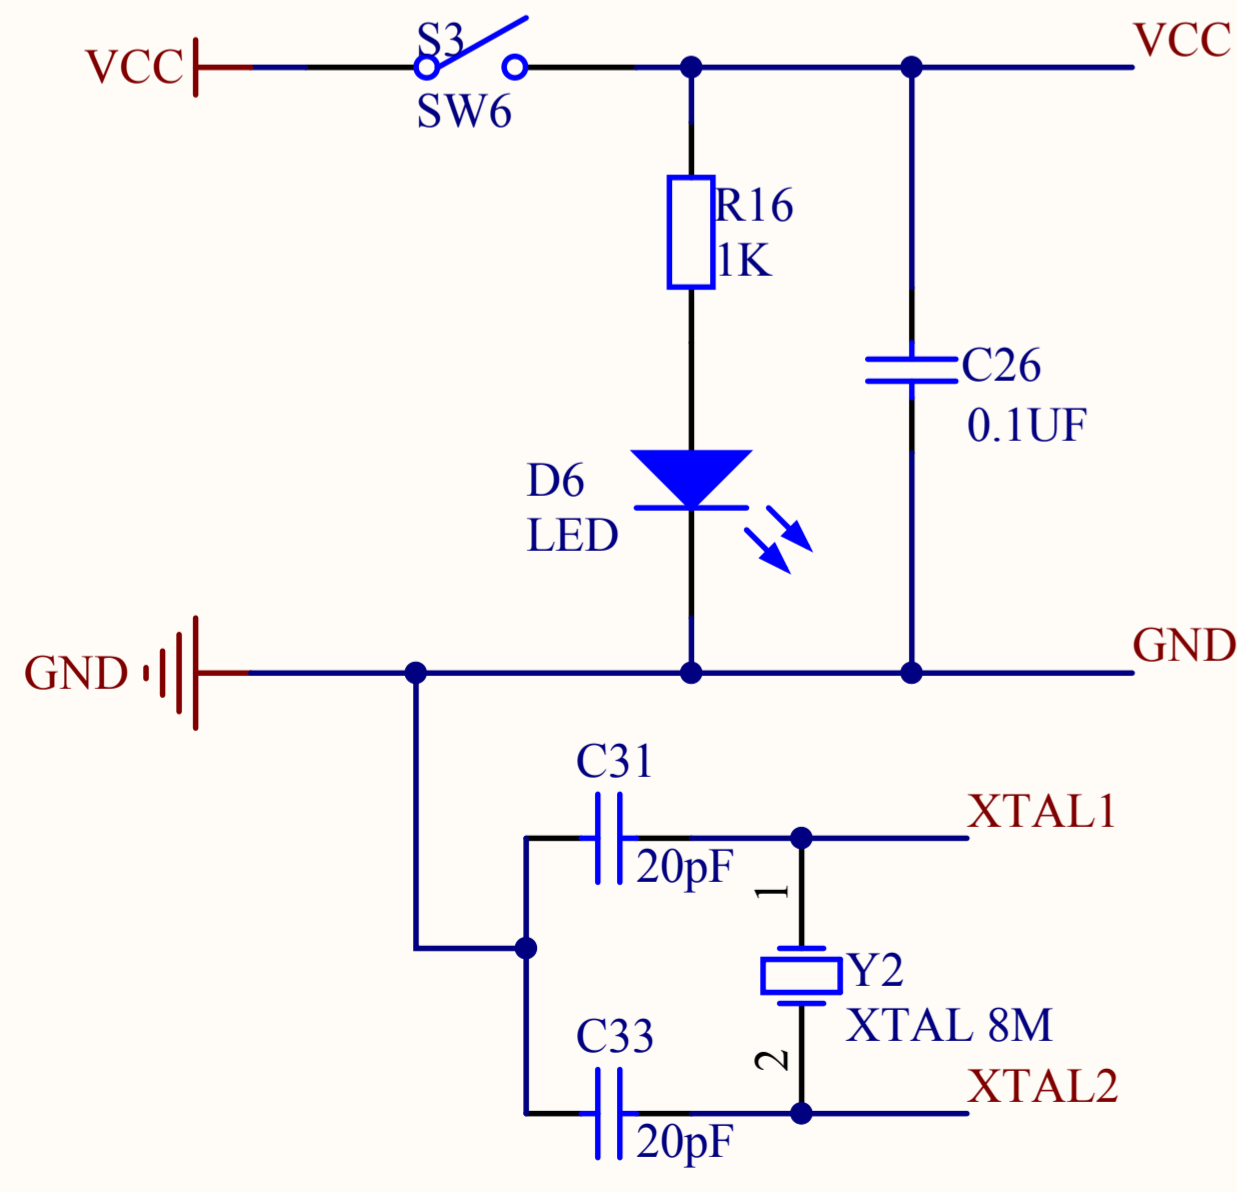 S3
VCC
VCC
SW6
R16
1K
C26
0.1UF
D6
LED
GND
GND
C31
XTAL1
20pF
1
Y2
XTAL 8M
C33
2
XTAL2
20pF